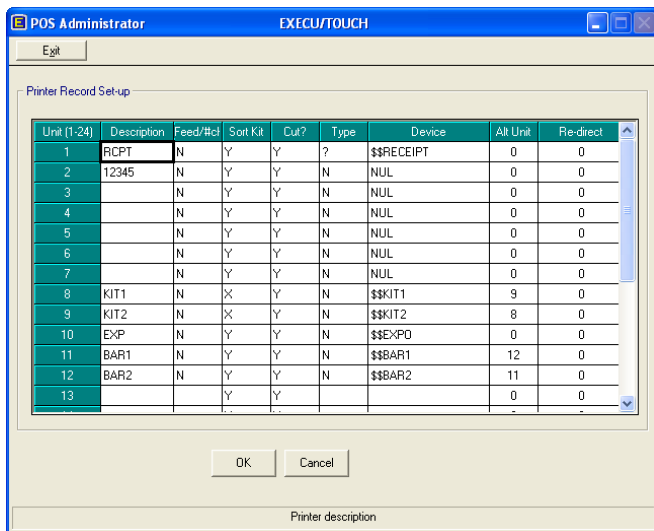 POS Administrator EXECU/TOUCH
Exit
Printer Record Set-up
Unit (1-24) Description Feed/#ch Sort Kit Cut? Type Device Alt Unit Re-direct
1 RCPT N Y Y ? $$RECEIPT 0 0
2 12345 N Y Y N NUL 0 0
3 N Y Y N NUL 0 0
4 N Y Y N NUL 0 0
5 N Y Y N NUL 0 0
6 N Y Y N NUL 0 0
7 N Y Y N NUL 0 0
8 KIT1 N X Y N $$KIT1 9 0
9 KIT2 N X Y N $$KIT2 8 0
10 EXP N Y Y N $$EXPO 0 0
11 BAR1 N Y Y N $$BAR1 12 0
12 BAR2 N Y Y N $$BAR2 11 0
13 Y Y 0 0
OK Cancel
Printer description